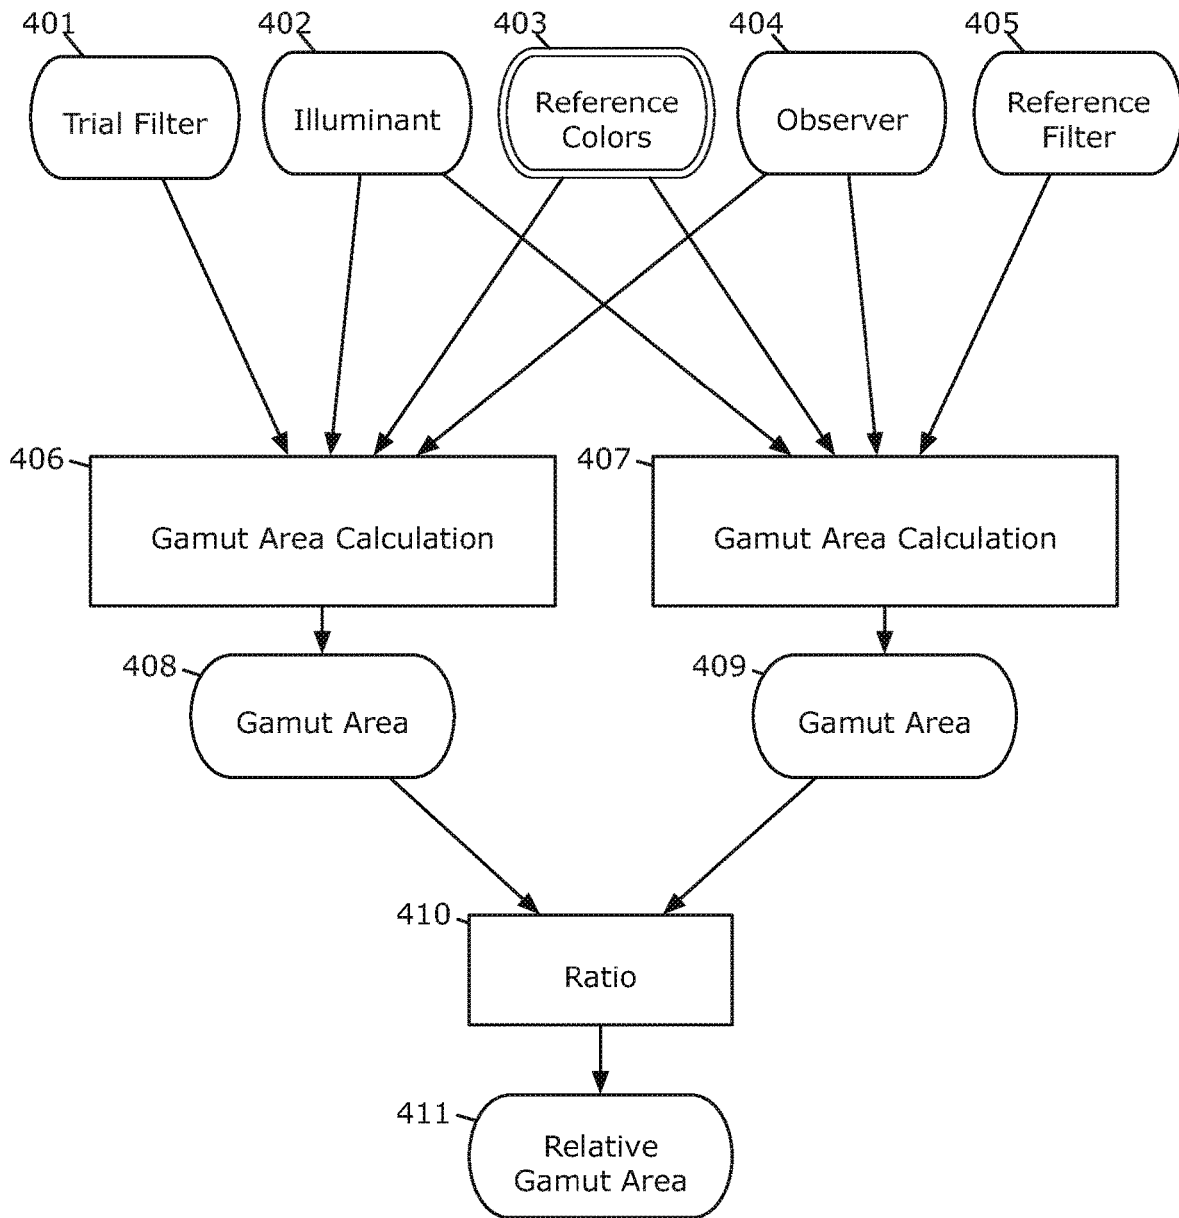 401
402
403
404
405
Trial Filter
Illuminant
Reference
Colors
Observer
Reference
Filter
406
Gamut Area Calculation
407
Gamut Area Calculation
408
Gamut Area
409
Gamut Area
410
Ratio
411
Relative
Gamut Area